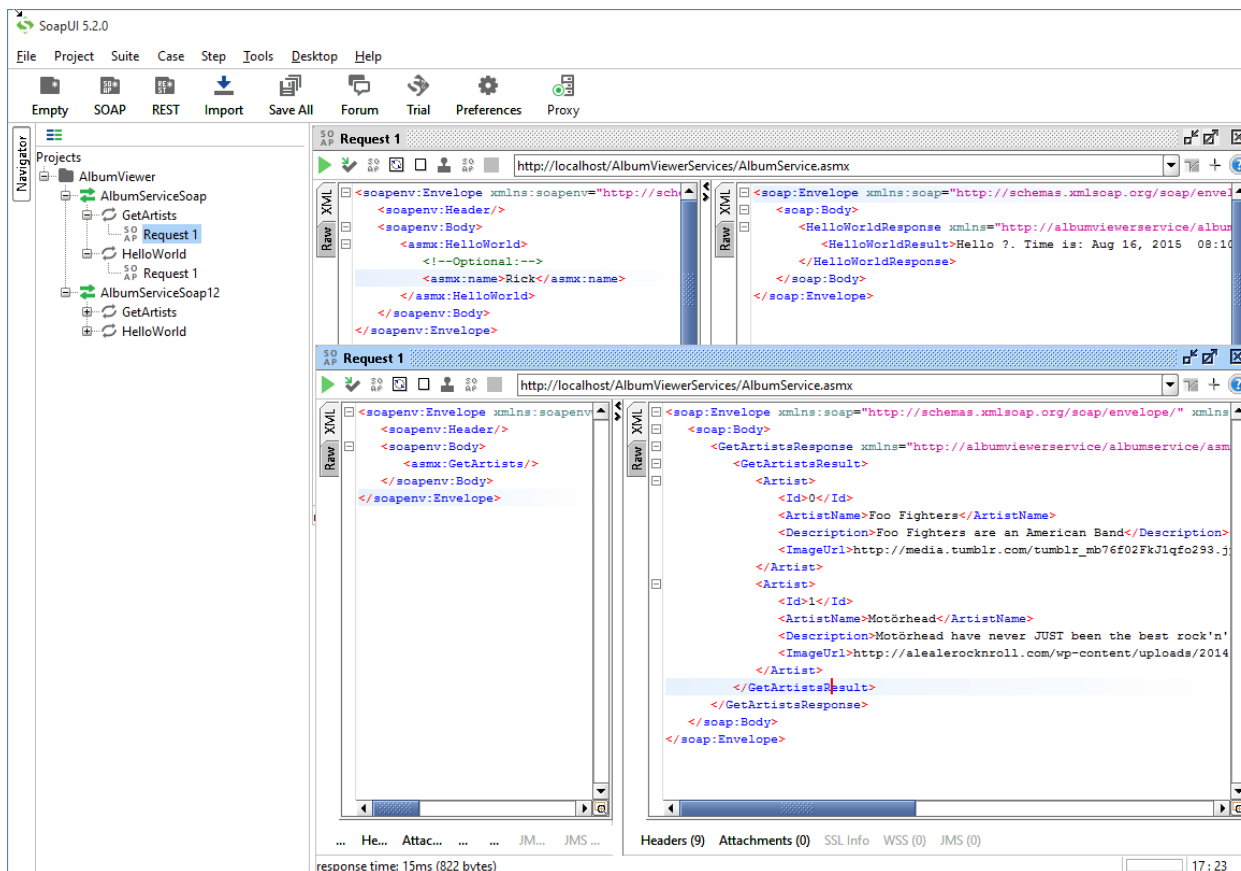 SoapUI 5.2.0
File Project Suite Case Step Tools Desktop Help
Empty SOAP REST Import Save All Forum Trial Preferences Proxy
Navigator
Projects
AlbumViewer
AlbumServiceSoap
GetArtists
SO AP Request 1
HelloWorld
SO AP Request 1
AlbumServiceSoap12
GetArtists
HelloWorld
SO AP Request 1
http://localhost/AlbumViewerServices/AlbumService.asmx
XML
Raw
<soapenv:Envelope xmlns:soapenv="http://sche
<soapenv:Header/>
<soapenv:Body>
<asmx:HelloWorld>
<!--Optional:-->
<asmx:name>Rick</asmx:name>
</asmx:HelloWorld>
</soapenv:Body>
</soapenv:Envelope>
XML
Raw
<soap:Envelope xmlns:soap="http://schemas.xmlsoap.org/soap/envel
<soap:Body>
<HelloWorldResponse xmlns="http://albumviewerservice/album
<HelloWorldResult>Hello ?. Time is: Aug 16, 2015 08:10
</HelloWorldResponse>
</soap:Body>
</soap:Envelope>
SO AP Request 1
http://localhost/AlbumViewerServices/AlbumService.asmx
XML
Raw
<soapenv:Envelope xmlns:soapenv
<soapenv:Header/>
<soapenv:Body>
<asmx:GetArtists/>
</soapenv:Body>
</soapenv:Envelope>
XML
Raw
<soap:Envelope xmlns:soap="http://schemas.xmlsoap.org/soap/envelope/" xmlns
<soap:Body>
<GetArtistsResponse xmlns="http://albumviewerservice/albumservice/asm
<GetArtistsResult>
<Artist>
<Id>0</Id>
<ArtistName>Foo Fighters</ArtistName>
<Description>Foo Fighters are an American Band</Description>
<ImageUrl>http://media.tumblr.com/tumblr_mb76f02FkJ1qfo293.j
</Artist>
<Artist>
<Id>1</Id>
<ArtistName>Motörhead</ArtistName>
<Description>Motörhead have never JUST been the best rock'n'
<ImageUrl>http://alealerocknroll.com/wp-content/uploads/2014
</Artist>
</GetArtistsResult>
</GetArtistsResponse>
</soap:Body>
</soap:Envelope>
... He... Attac... ... ... JM... JMS ...
Headers (9) Attachments (0) SSL Info WSS (0) JMS (0)
response time: 15ms (822 bytes)
17 : 23